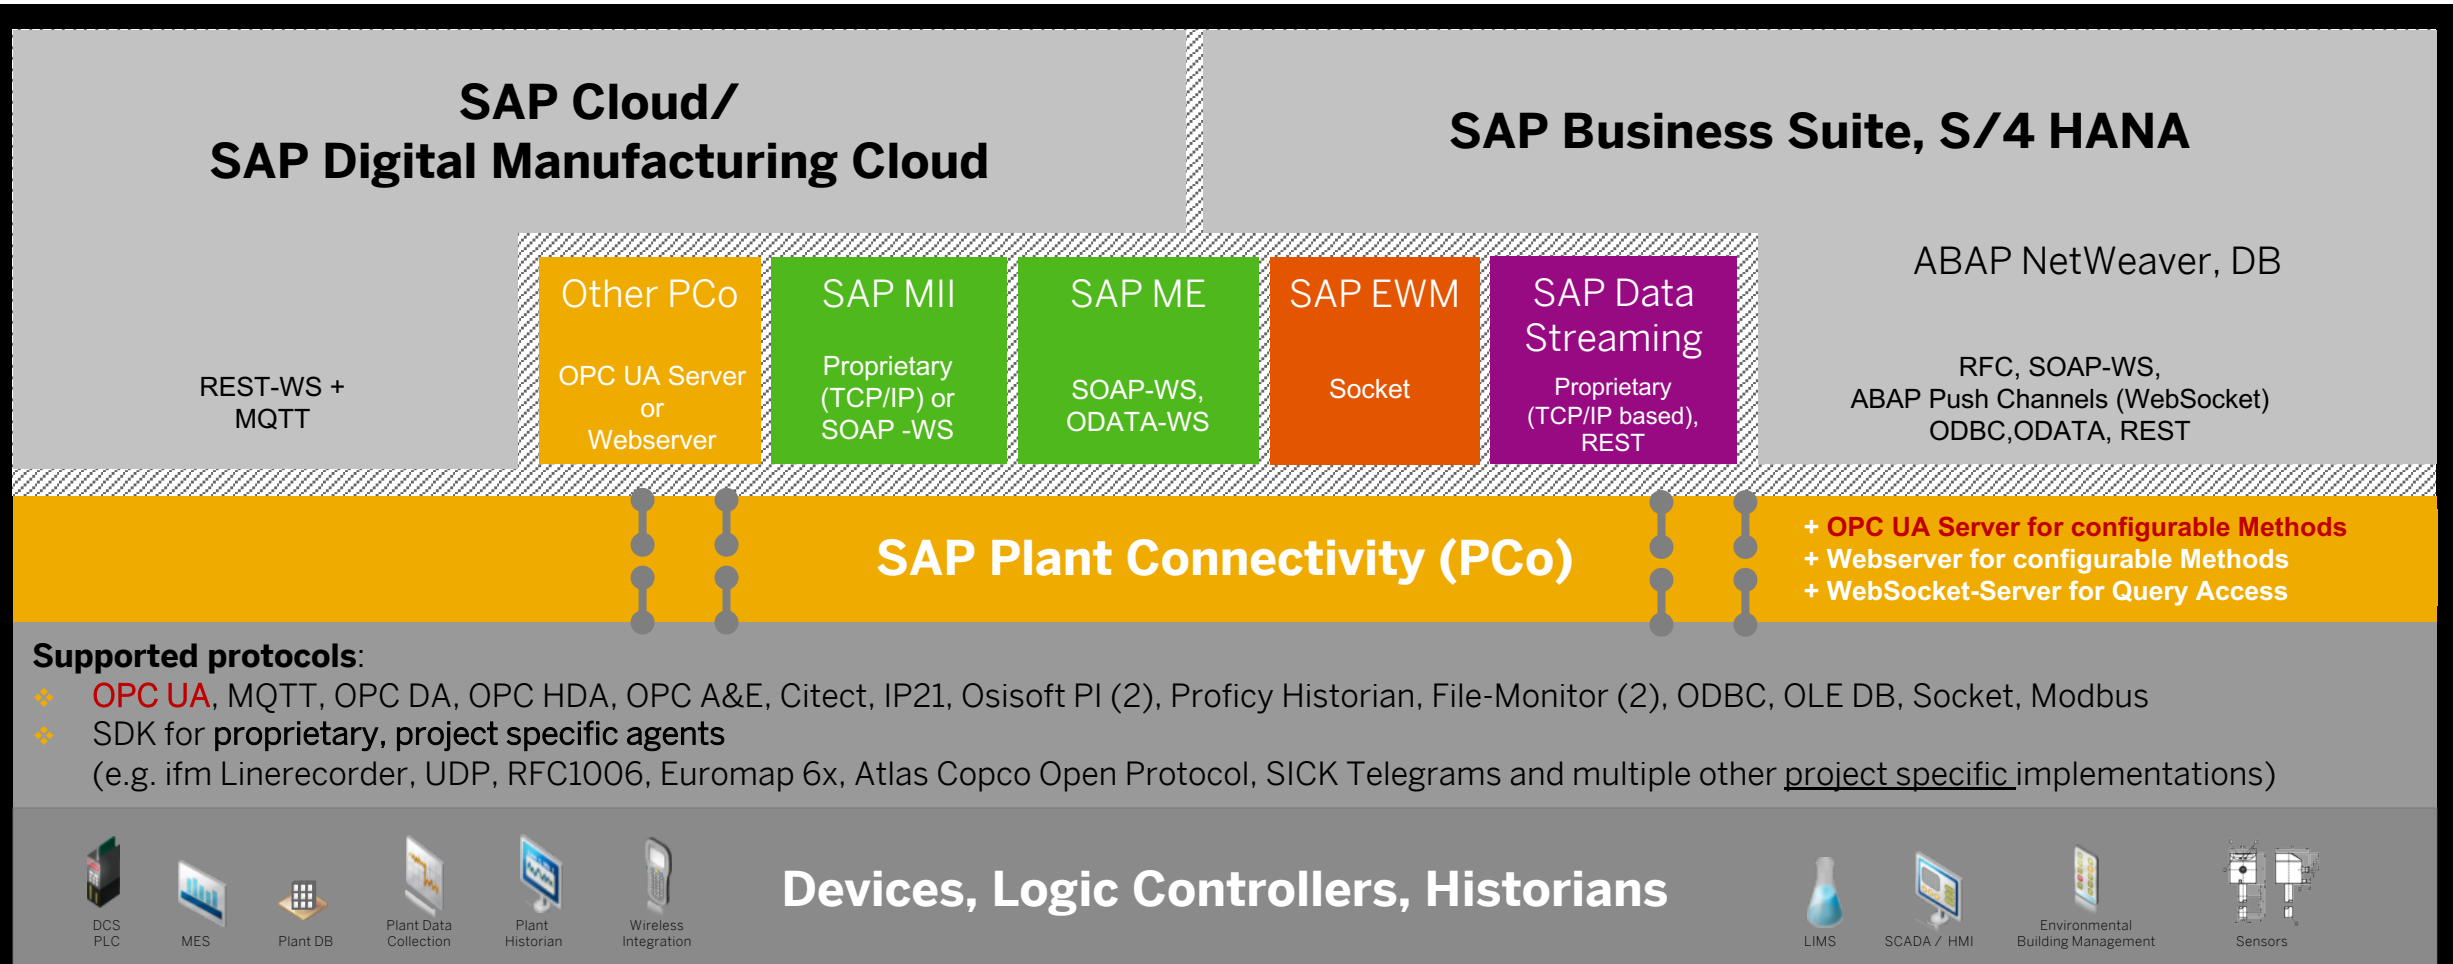 SAP Cloud/
SAP Digital Manufacturing Cloud
SAP Business Suite, S/4 HANA
REST-WS +
MQTT
Other PCo
OPC UA Server
or
Webserver
SAP MII
Proprietary
(TCP/IP) or
SOAP -WS
SAP ME
SOAP-WS,
ODATA-WS
SAP EWM
Socket
SAP Data
Streaming
Proprietary
(TCP/IP based),
REST
ABAP NetWeaver, DB
RFC, SOAP-WS,
ABAP Push Channels (WebSocket)
ODBC,ODATA, REST
SAP Plant Connectivity (PCo)
+ OPC UA Server for configurable Methods
+ Webserver for configurable Methods
+ WebSocket-Server for Query Access
Supported protocols:
OPC UA, MQTT, OPC DA, OPC HDA, OPC A&E, Citect, IP21, Osisoft PI (2), Proficy Historian, File-Monitor (2), ODBC, OLE DB, Socket, Modbus
SDK for proprietary, project specific agents
(e.g. ifm Linerecorder, UDP, RFC1006, Euromap 6x, Atlas Copco Open Protocol, SICK Telegrams and multiple other project specific implementations)
Devices, Logic Controllers, Historians
DCS
PLC
MES
Plant DB
Plant Data
Collection
Plant
Historian
Wireless
Integration
LIMS
SCADA / HMI
Environmental
Building Management
Sensors